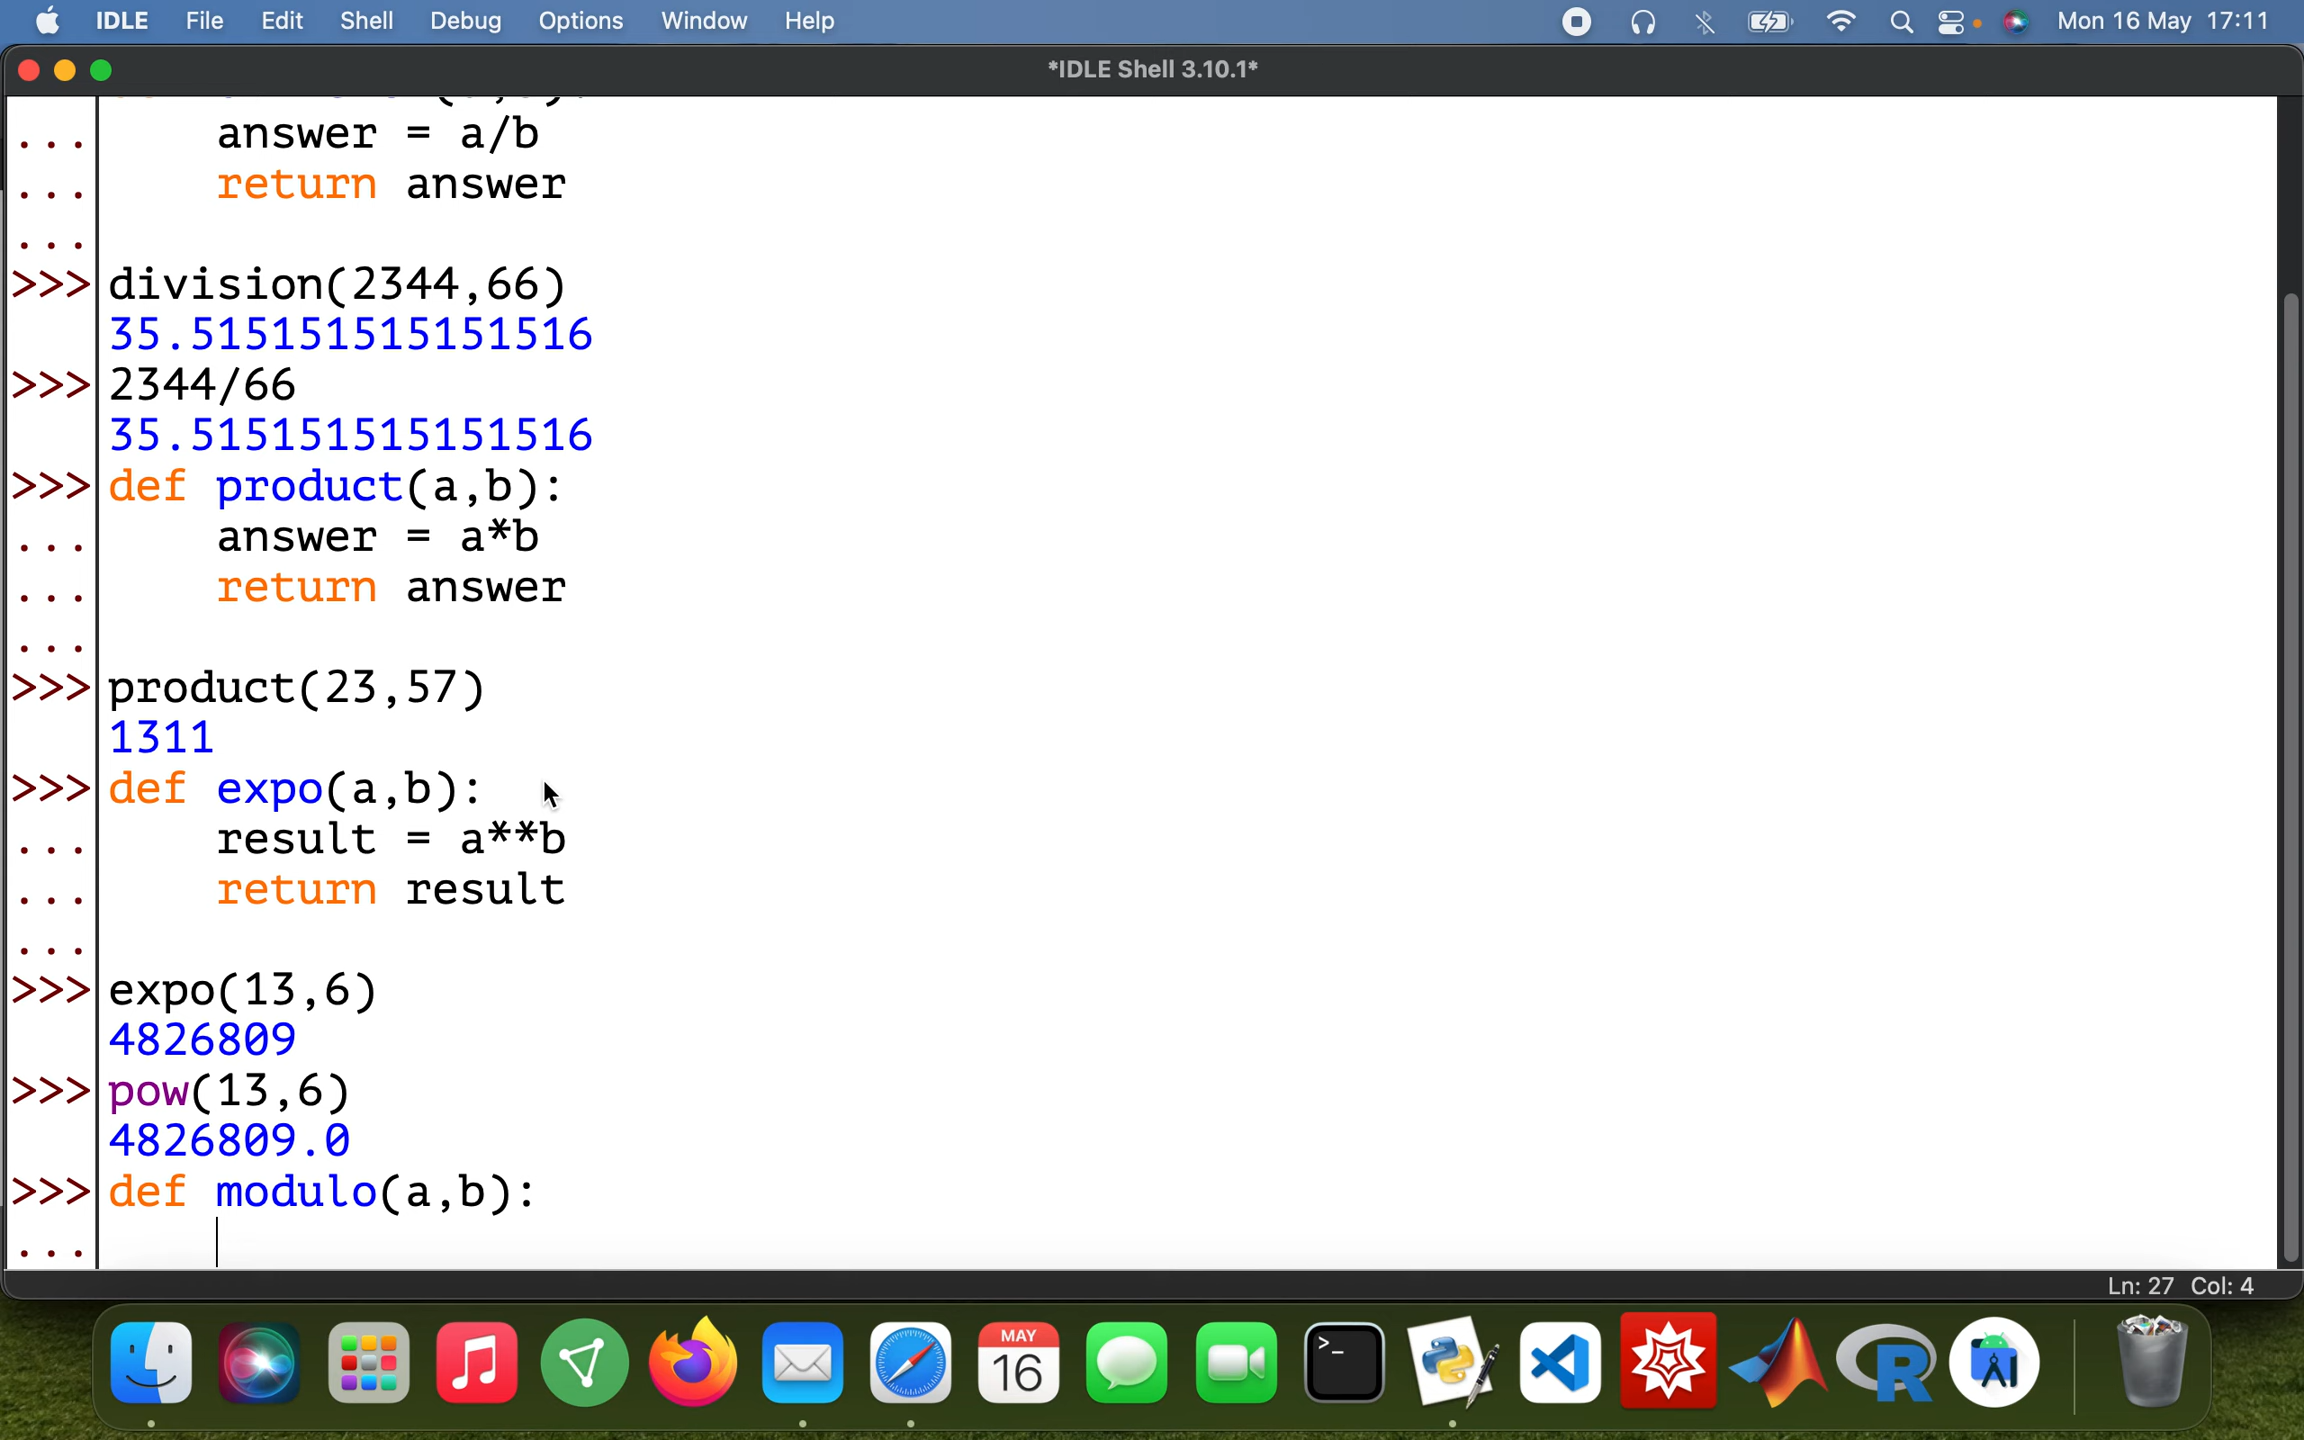 IDLE File Edit Shell Debug Options Window Help Mon 16 May 17:11
*IDLE Shell 3.10.1*
... answer = a/b
... return answer
...
>>> division(2344,66)
35.515151515151516
>>> 2344/66
35.515151515151516
>>> def product(a,b):
... answer = a*b
... return answer
...
>>> product(23,57)
1311
>>> def expo(a,b):
... result = a**b
... return result
...
>>> expo(13,6)
4826809
>>> pow(13,6)
4826809.0
>>> def modulo(a,b):
...
Ln: 27 Col: 4
MAY
16
>_
R